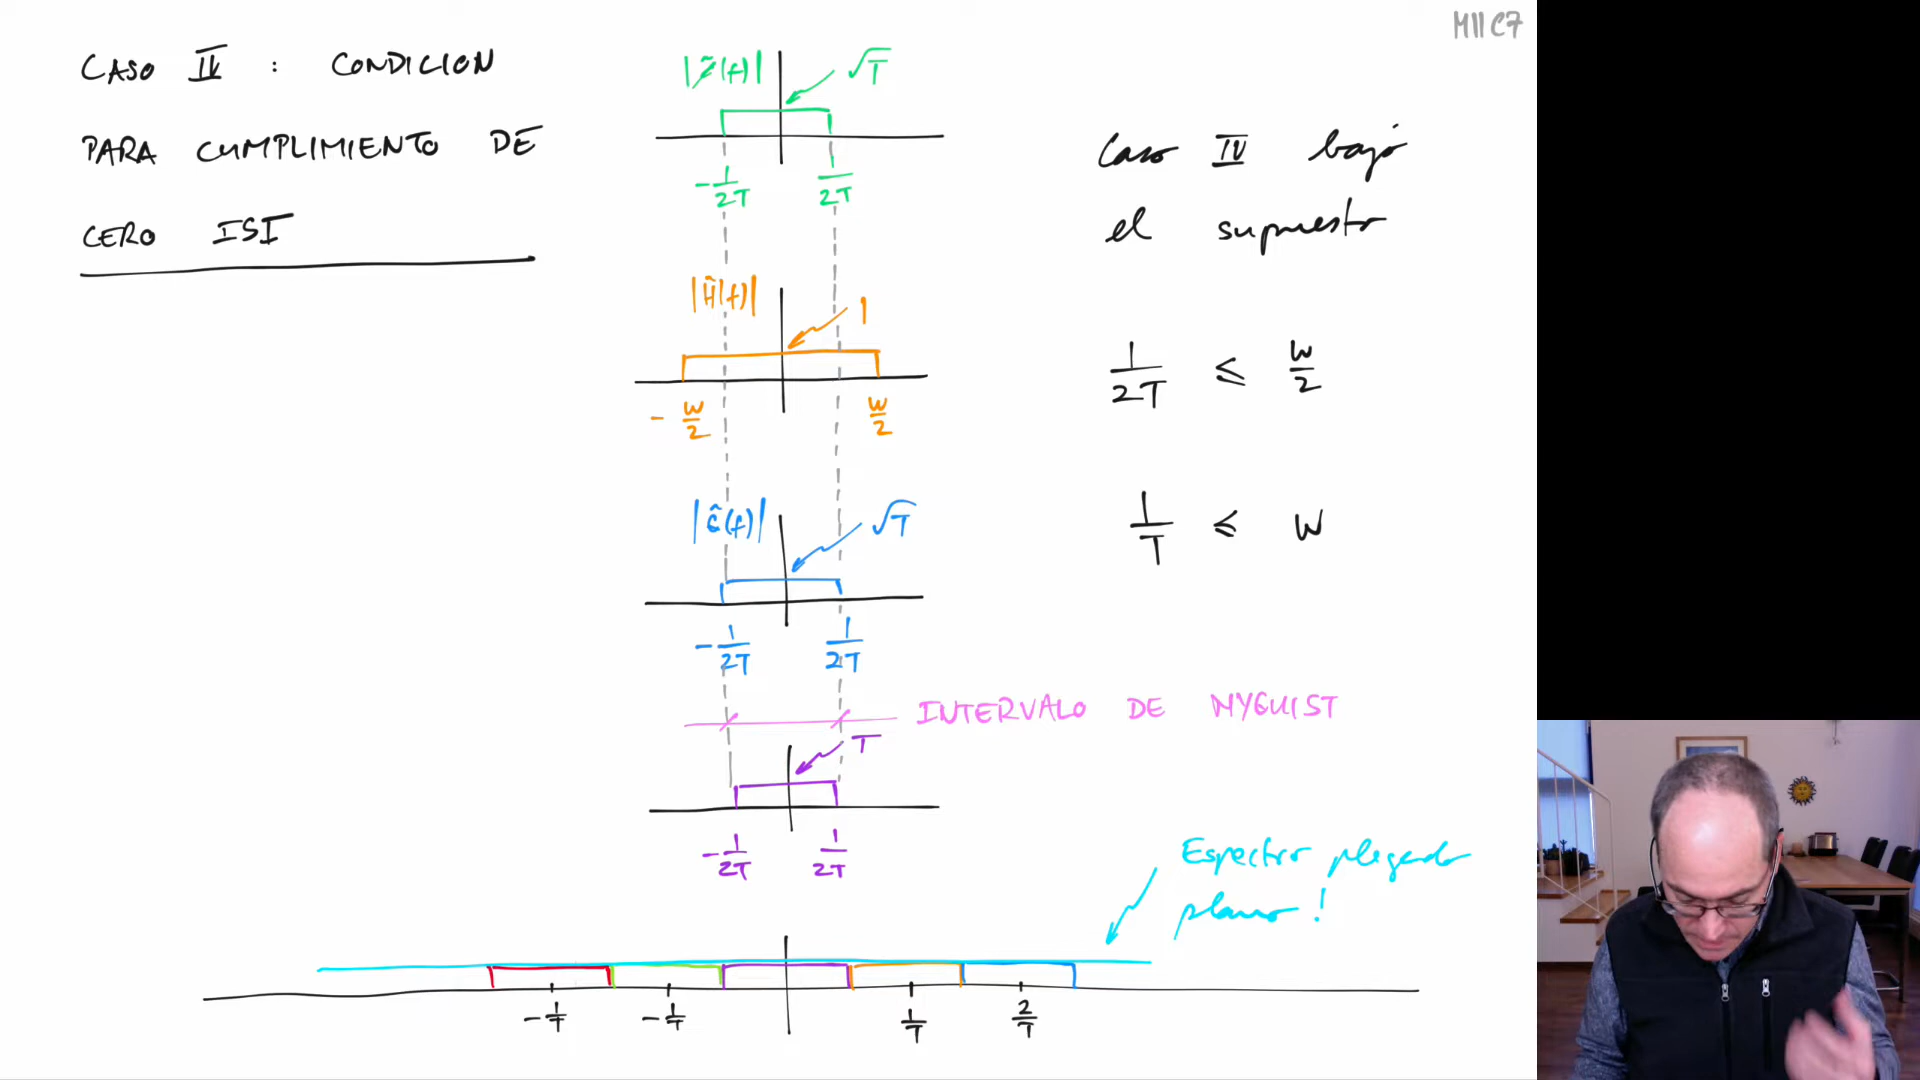 M11C7
CASO IV : CONDICION
PARA CUMPLIMIENTO DE
CERO ISI
√T
-1/2T 1/2T
|H̃(f)| 1
-W/2 W/2
|C̃(f)| √T
-1/2T 1/2T
INTERVALO DE NYQUIST
T
-1/2T 1/2T
-1/T -1/T 1/T 2/T
Caso IV bajo
el supuesto
1/2T ≤ W/2
1/T ≤ W
Espectro plegado
plano!